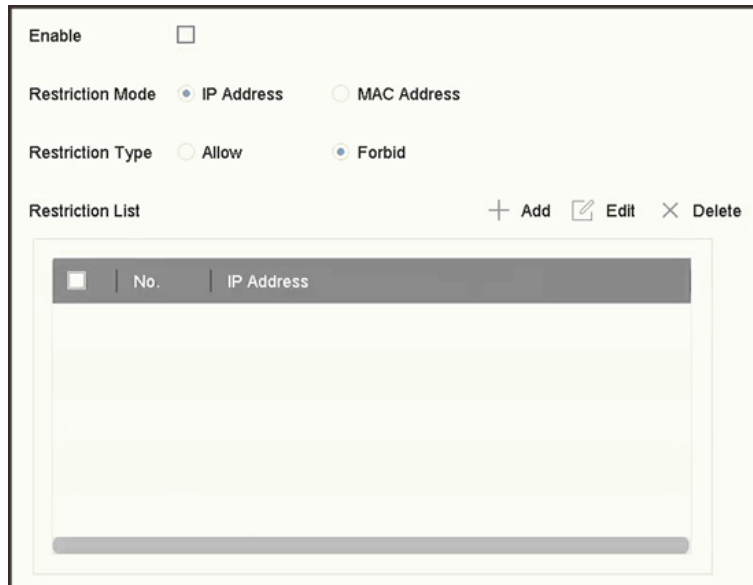 Enable
Restriction Mode IP Address MAC Address
Restriction Type Allow Forbid
Restriction List Add Edit Delete
No. IP Address